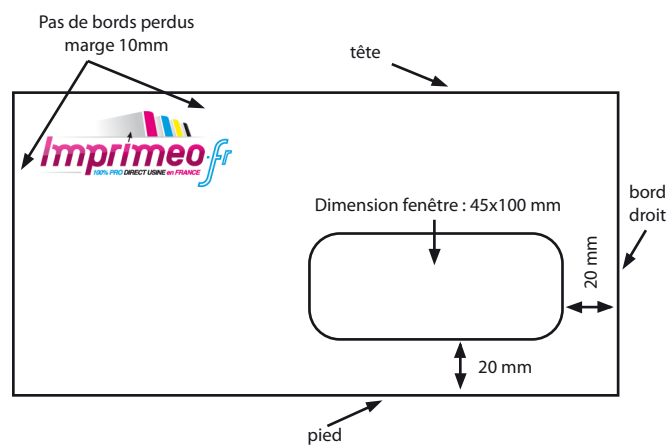 Pas de bords perdus
marge 10mm
tête
Imprimeo.fr
100% PRO DIRECT USINE en FRANCE
bord
droit
Dimension fenêtre : 45x100 mm
20 mm
20 mm
pied